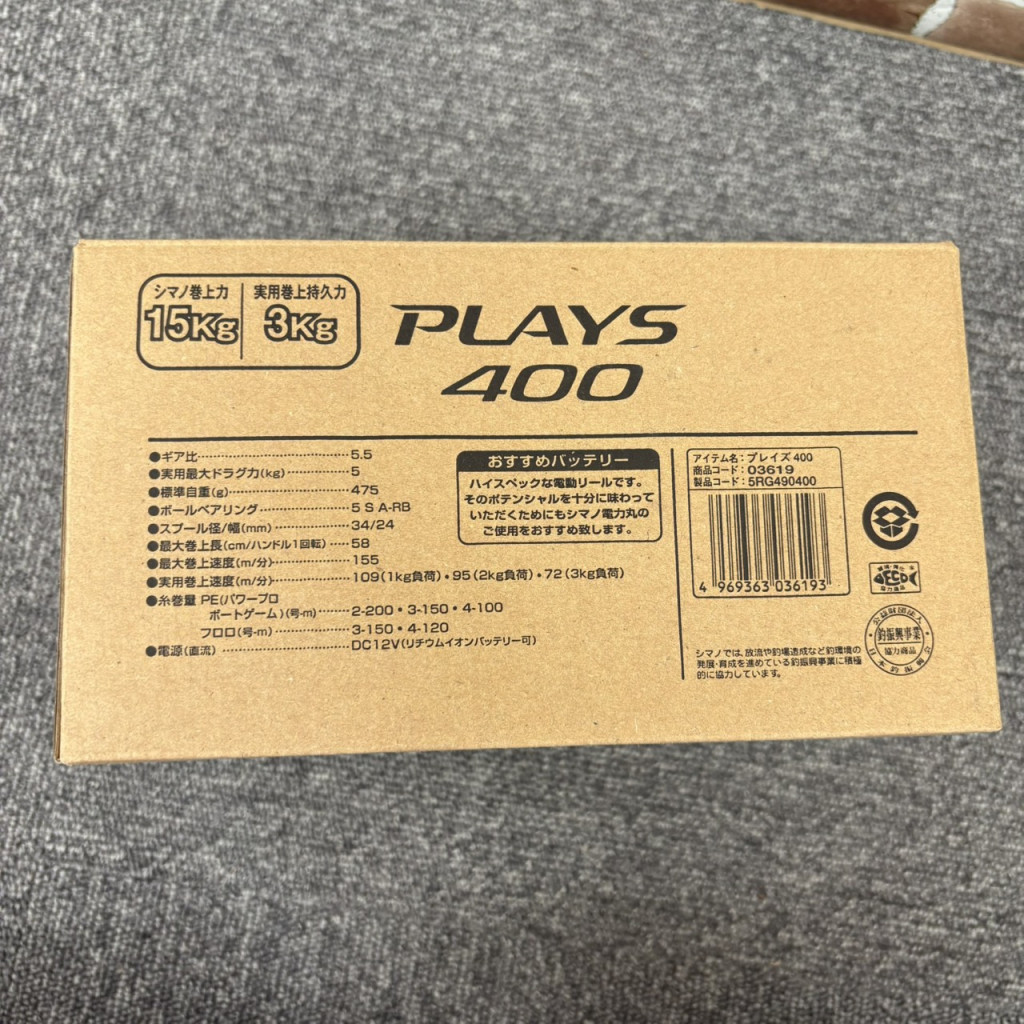 シマノ巻上力
15Kg
実用巻上持久力
3Kg
PLAYS
400
●ギア比 5.5
●実用最大ドラグ力(kg) 5
●標準自重(g) 475
●ボールベアリング 5 S A-RB
●スプール径/幅(mm) 34/24
●最大巻上長(cm/ハンドル1回転) 58
●最大巻上速度(m/分) 155
●実用巻上速度(m/分) 109(1kg負荷)・95(2kg負荷)・72(3kg負荷)
●糸巻量 PE(パワープロ
ボートゲーム)(号-m) 2-200・3-150・4-100
フロロ(号-m) 3-150・4-120
●電源(直流) DC12V(リチウムイオンバッテリー可)
おすすめバッテリー
ハイスペックな電動リールです。
そのポテンシャルを十分に味わって
いただくためにもシマノ電力丸の
ご使用をおすすめ致します。
アイテム名: プレイズ 400
商品コード: 03619
製品コード: 5RG490400
4 969363 036193
シマノでは、放流や釣場造成など釣環境の
発展・育成を進めている釣振興事業に積極
的に協力しています。
ECO
協力商品
公益財団法人
釣振興事業
協力商品